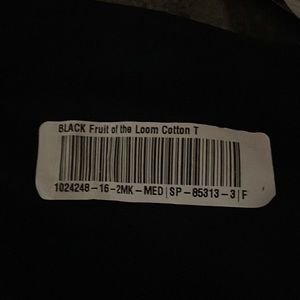 BLACK Fruit of the Loom Cotton T
1024248-16-2MK-MED|SP-85313-3|F